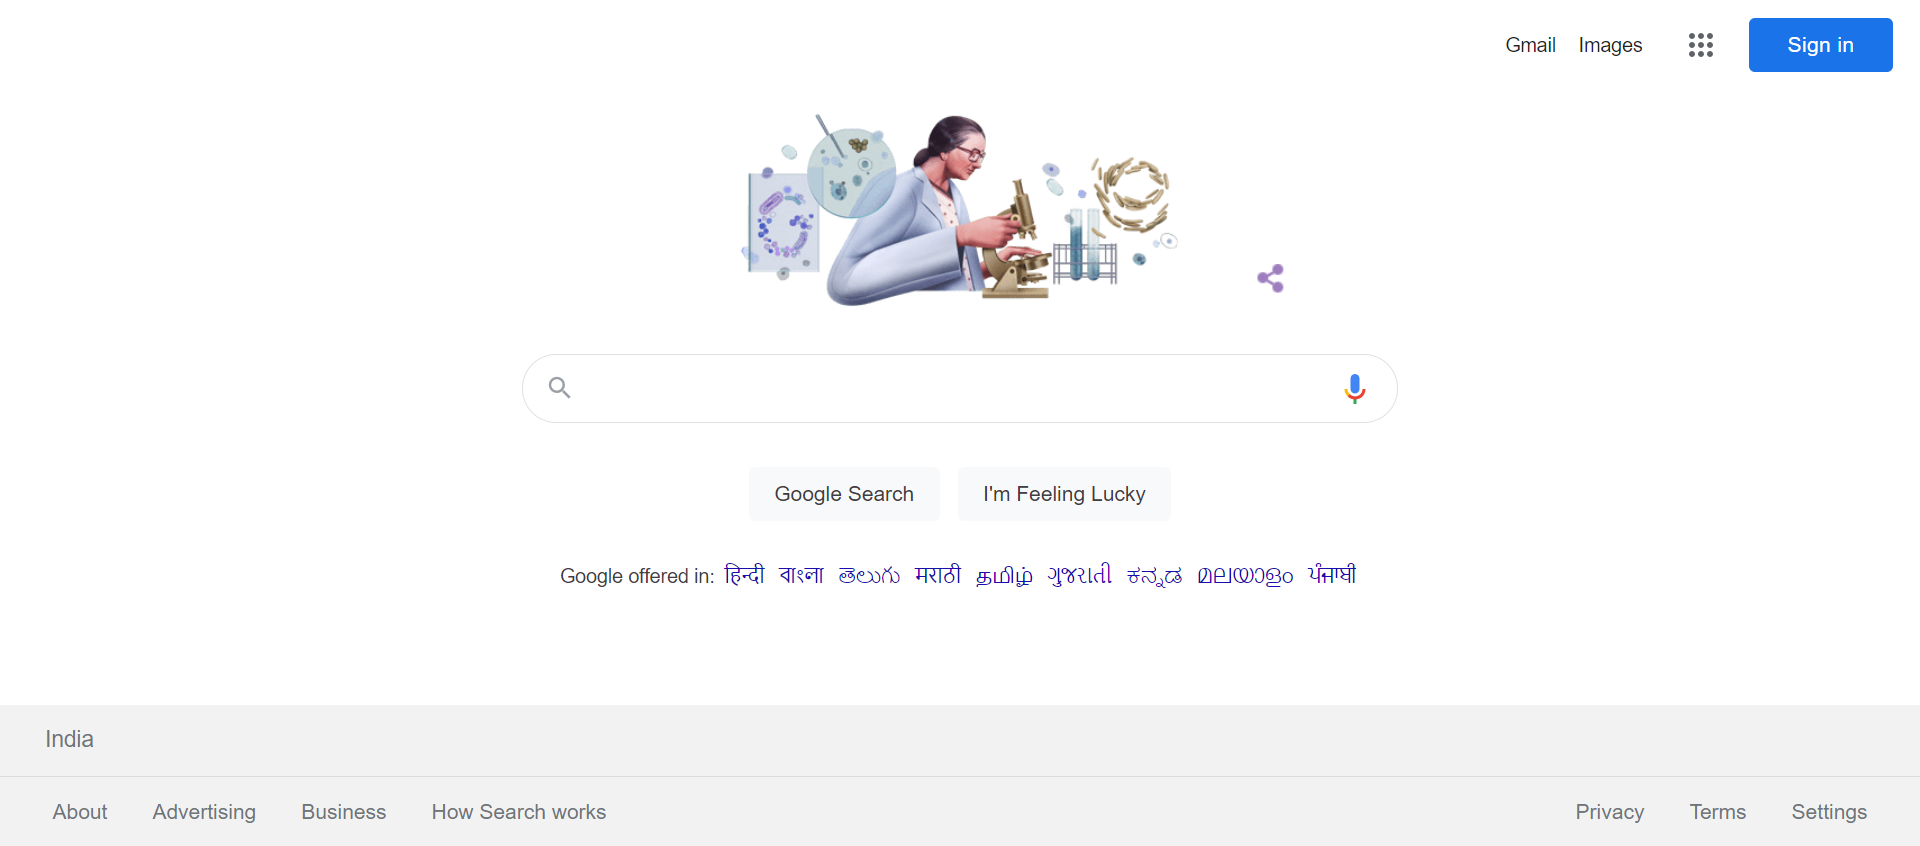 Gmail Images Sign in
Google Search I'm Feeling Lucky
Google offered in: हिन्दी বাংলা తెలుగు मराठी தமிழ் ગુજરાતી ಕನ್ನಡ മലയാളം ਪੰਜਾਬੀ
India
About Advertising Business How Search works Privacy Terms Settings